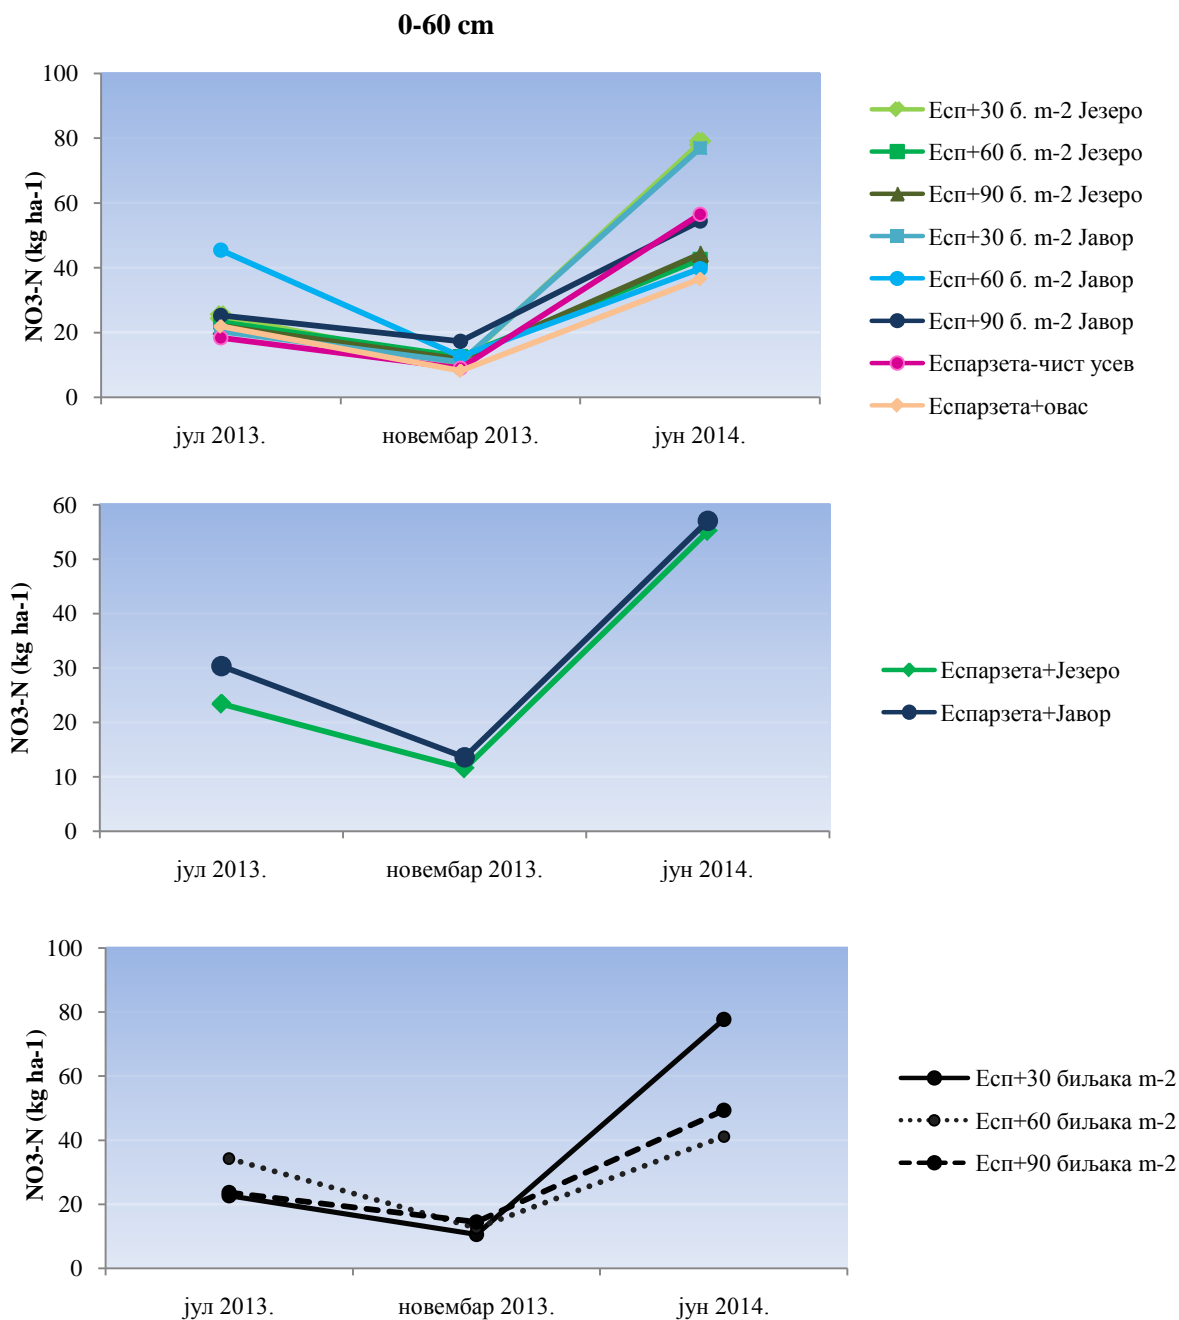 0-60 cm
100
80
60
40
20
0
NO3-N (kg ha-1)
јул 2013.
новембар 2013.
јун 2014.
Есп+30 б. m-2 Језеро
Есп+60 б. m-2 Језеро
Есп+90 б. m-2 Језеро
Есп+30 б. m-2 Јавор
Есп+60 б. m-2 Јавор
Есп+90 б. m-2 Јавор
Еспарзета-чист усев
Еспарзета+овас
60
50
40
30
20
10
0
NO3-N (kg ha-1)
јул 2013.
новембар 2013.
јун 2014.
Еспарзета+Језеро
Еспарзета+Јавор
100
80
60
40
20
0
NO3-N (kg ha-1)
јул 2013.
новембар 2013.
јун 2014.
Есп+30 биљака m-2
Есп+60 биљака m-2
Есп+90 биљака m-2